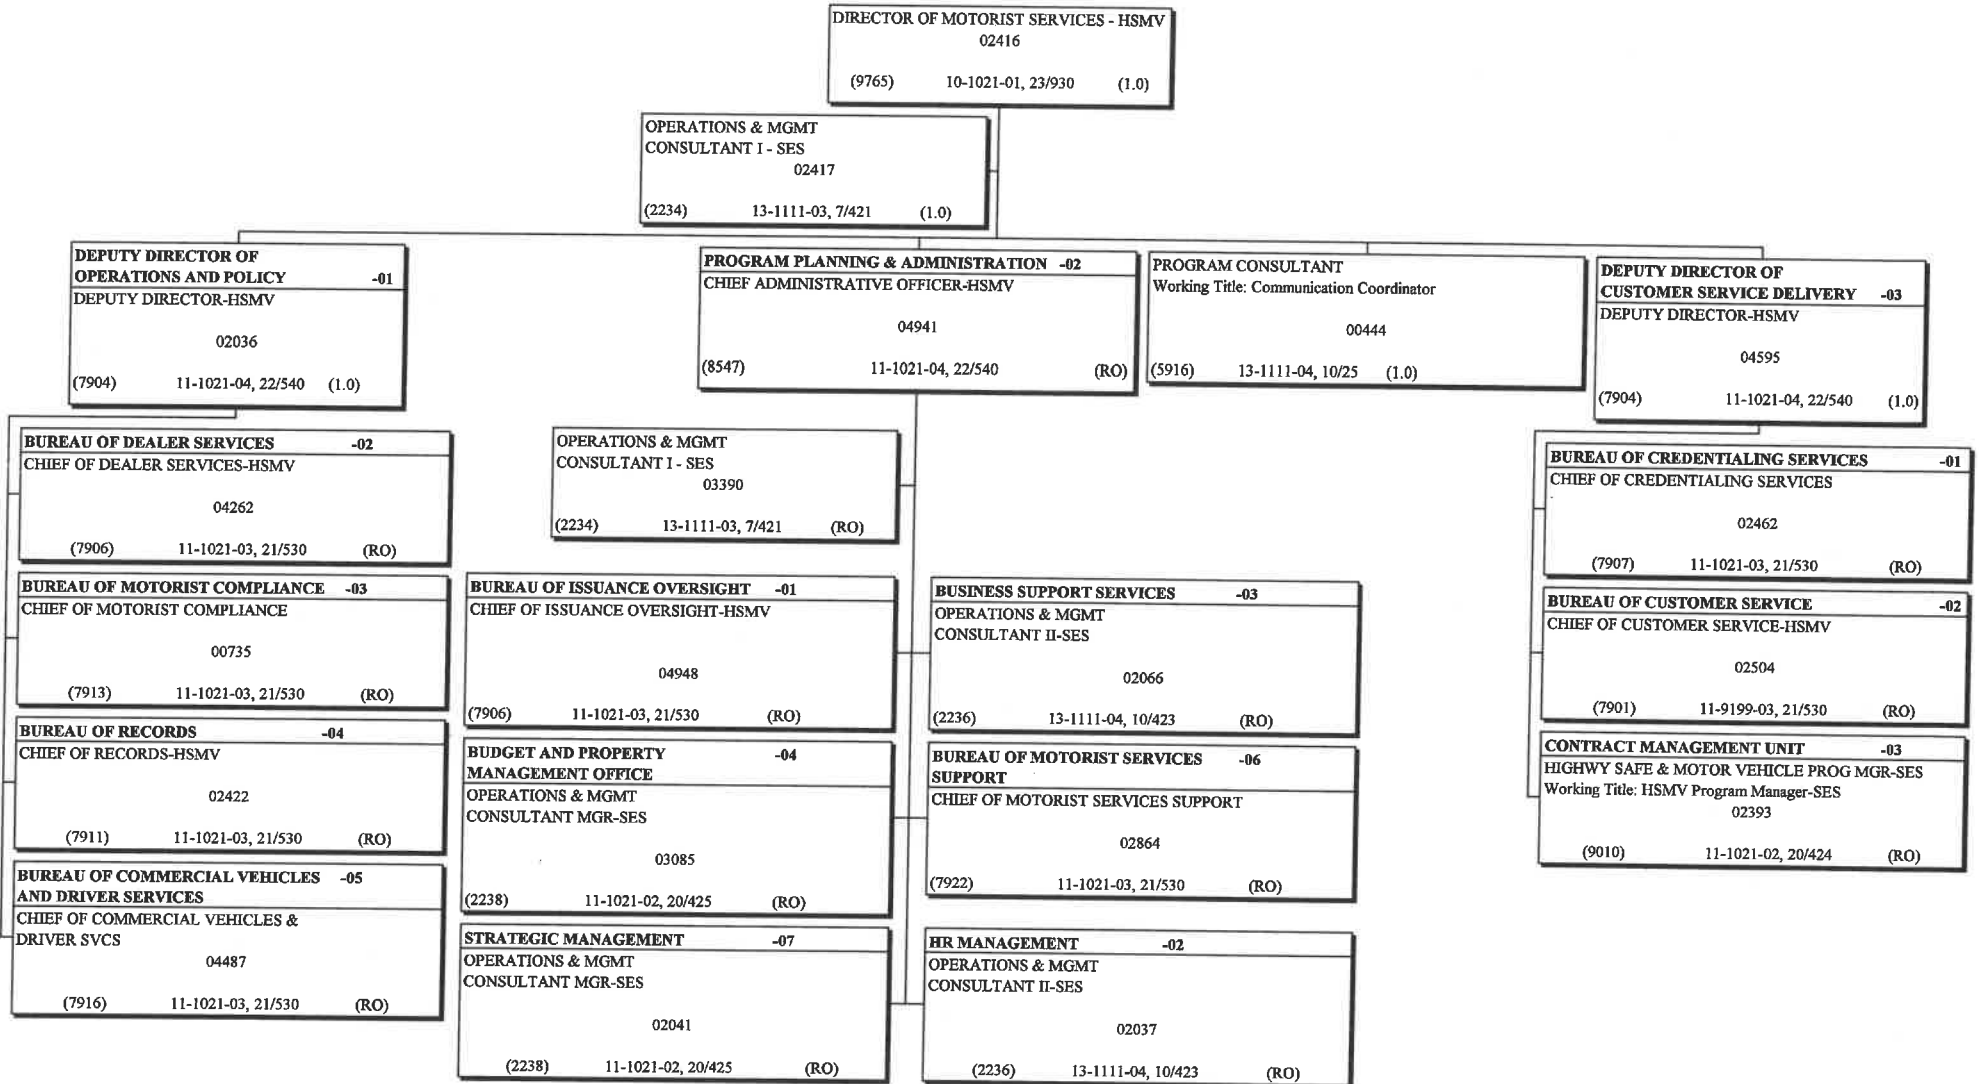 DIRECTOR OF MOTORIST SERVICES - HSMV
02416
(9765) 10-1021-01, 23/930 (1.0)
OPERATIONS & MGMT
CONSULTANT I - SES
02417
(2234) 13-1111-03, 7/421 (1.0)
DEPUTY DIRECTOR OF
OPERATIONS AND POLICY -01
DEPUTY DIRECTOR-HSMV
02036
(7904) 11-1021-04, 22/540 (1.0)
PROGRAM PLANNING & ADMINISTRATION -02
CHIEF ADMINISTRATIVE OFFICER-HSMV
04941
(8547) 11-1021-04, 22/540 (RO)
PROGRAM CONSULTANT
Working Title: Communication Coordinator
00444
(5916) 13-1111-04, 10/25 (1.0)
DEPUTY DIRECTOR OF
CUSTOMER SERVICE DELIVERY -03
DEPUTY DIRECTOR-HSMV
04595
(7904) 11-1021-04, 22/540 (1.0)
BUREAU OF DEALER SERVICES -02
CHIEF OF DEALER SERVICES-HSMV
04262
(7906) 11-1021-03, 21/530 (RO)
BUREAU OF MOTORIST COMPLIANCE -03
CHIEF OF MOTORIST COMPLIANCE
00735
(7913) 11-1021-03, 21/530 (RO)
BUREAU OF RECORDS -04
CHIEF OF RECORDS-HSMV
02422
(7911) 11-1021-03, 21/530 (RO)
BUREAU OF COMMERCIAL VEHICLES -05
AND DRIVER SERVICES
CHIEF OF COMMERCIAL VEHICLES &
DRIVER SVCS
04487
(7916) 11-1021-03, 21/530 (RO)
OPERATIONS & MGMT
CONSULTANT I - SES
03390
(2234) 13-1111-03, 7/421 (RO)
BUREAU OF ISSUANCE OVERSIGHT -01
CHIEF OF ISSUANCE OVERSIGHT-HSMV
04948
(7906) 11-1021-03, 21/530 (RO)
BUSINESS SUPPORT SERVICES -03
OPERATIONS & MGMT
CONSULTANT II-SES
02066
(2236) 13-1111-04, 10/423 (RO)
BUDGET AND PROPERTY -04
MANAGEMENT OFFICE
OPERATIONS & MGMT
CONSULTANT MGR-SES
03085
(2238) 11-1021-02, 20/425 (RO)
BUREAU OF MOTORIST SERVICES -06
SUPPORT
CHIEF OF MOTORIST SERVICES SUPPORT
02864
(7922) 11-1021-03, 21/530 (RO)
STRATEGIC MANAGEMENT -07
OPERATIONS & MGMT
CONSULTANT MGR-SES
02041
(2238) 11-1021-02, 20/425 (RO)
HR MANAGEMENT -02
OPERATIONS & MGMT
CONSULTANT II-SES
02037
(2236) 13-1111-04, 10/423 (RO)
BUREAU OF CREDENTIALING SERVICES -01
CHIEF OF CREDENTIALING SERVICES
02462
(7907) 11-1021-03, 21/530 (RO)
BUREAU OF CUSTOMER SERVICE -02
CHIEF OF CUSTOMER SERVICE-HSMV
02504
(7901) 11-9199-03, 21/530 (RO)
CONTRACT MANAGEMENT UNIT -03
HIGHWY SAFE & MOTOR VEHICLE PROG MGR-SES
Working Title: HSMV Program Manager-SES
02393
(9010) 11-1021-02, 20/424 (RO)